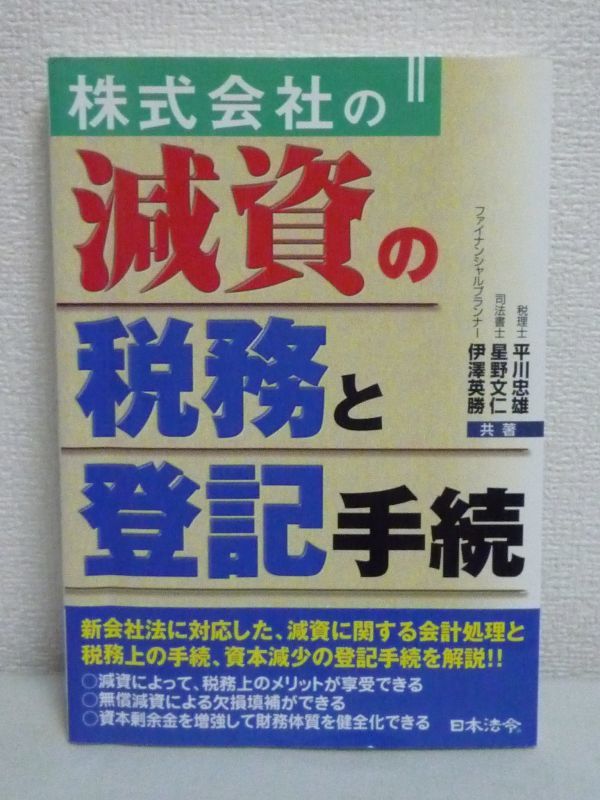 株式会社の
減資の
税務と
登記手続
税理士 平川忠雄
司法書士 星野文仁
ファイナンシャルプランナー 伊澤英勝
共著
新会社法に対応した、減資に関する会計処理と
税務上の手続、資本減少の登記手続を解説!!
○減資によって、税務上のメリットが享受できる
○無償減資による欠損填補ができる
○資本剰余金を増強して財務体質を健全化できる
日本法令